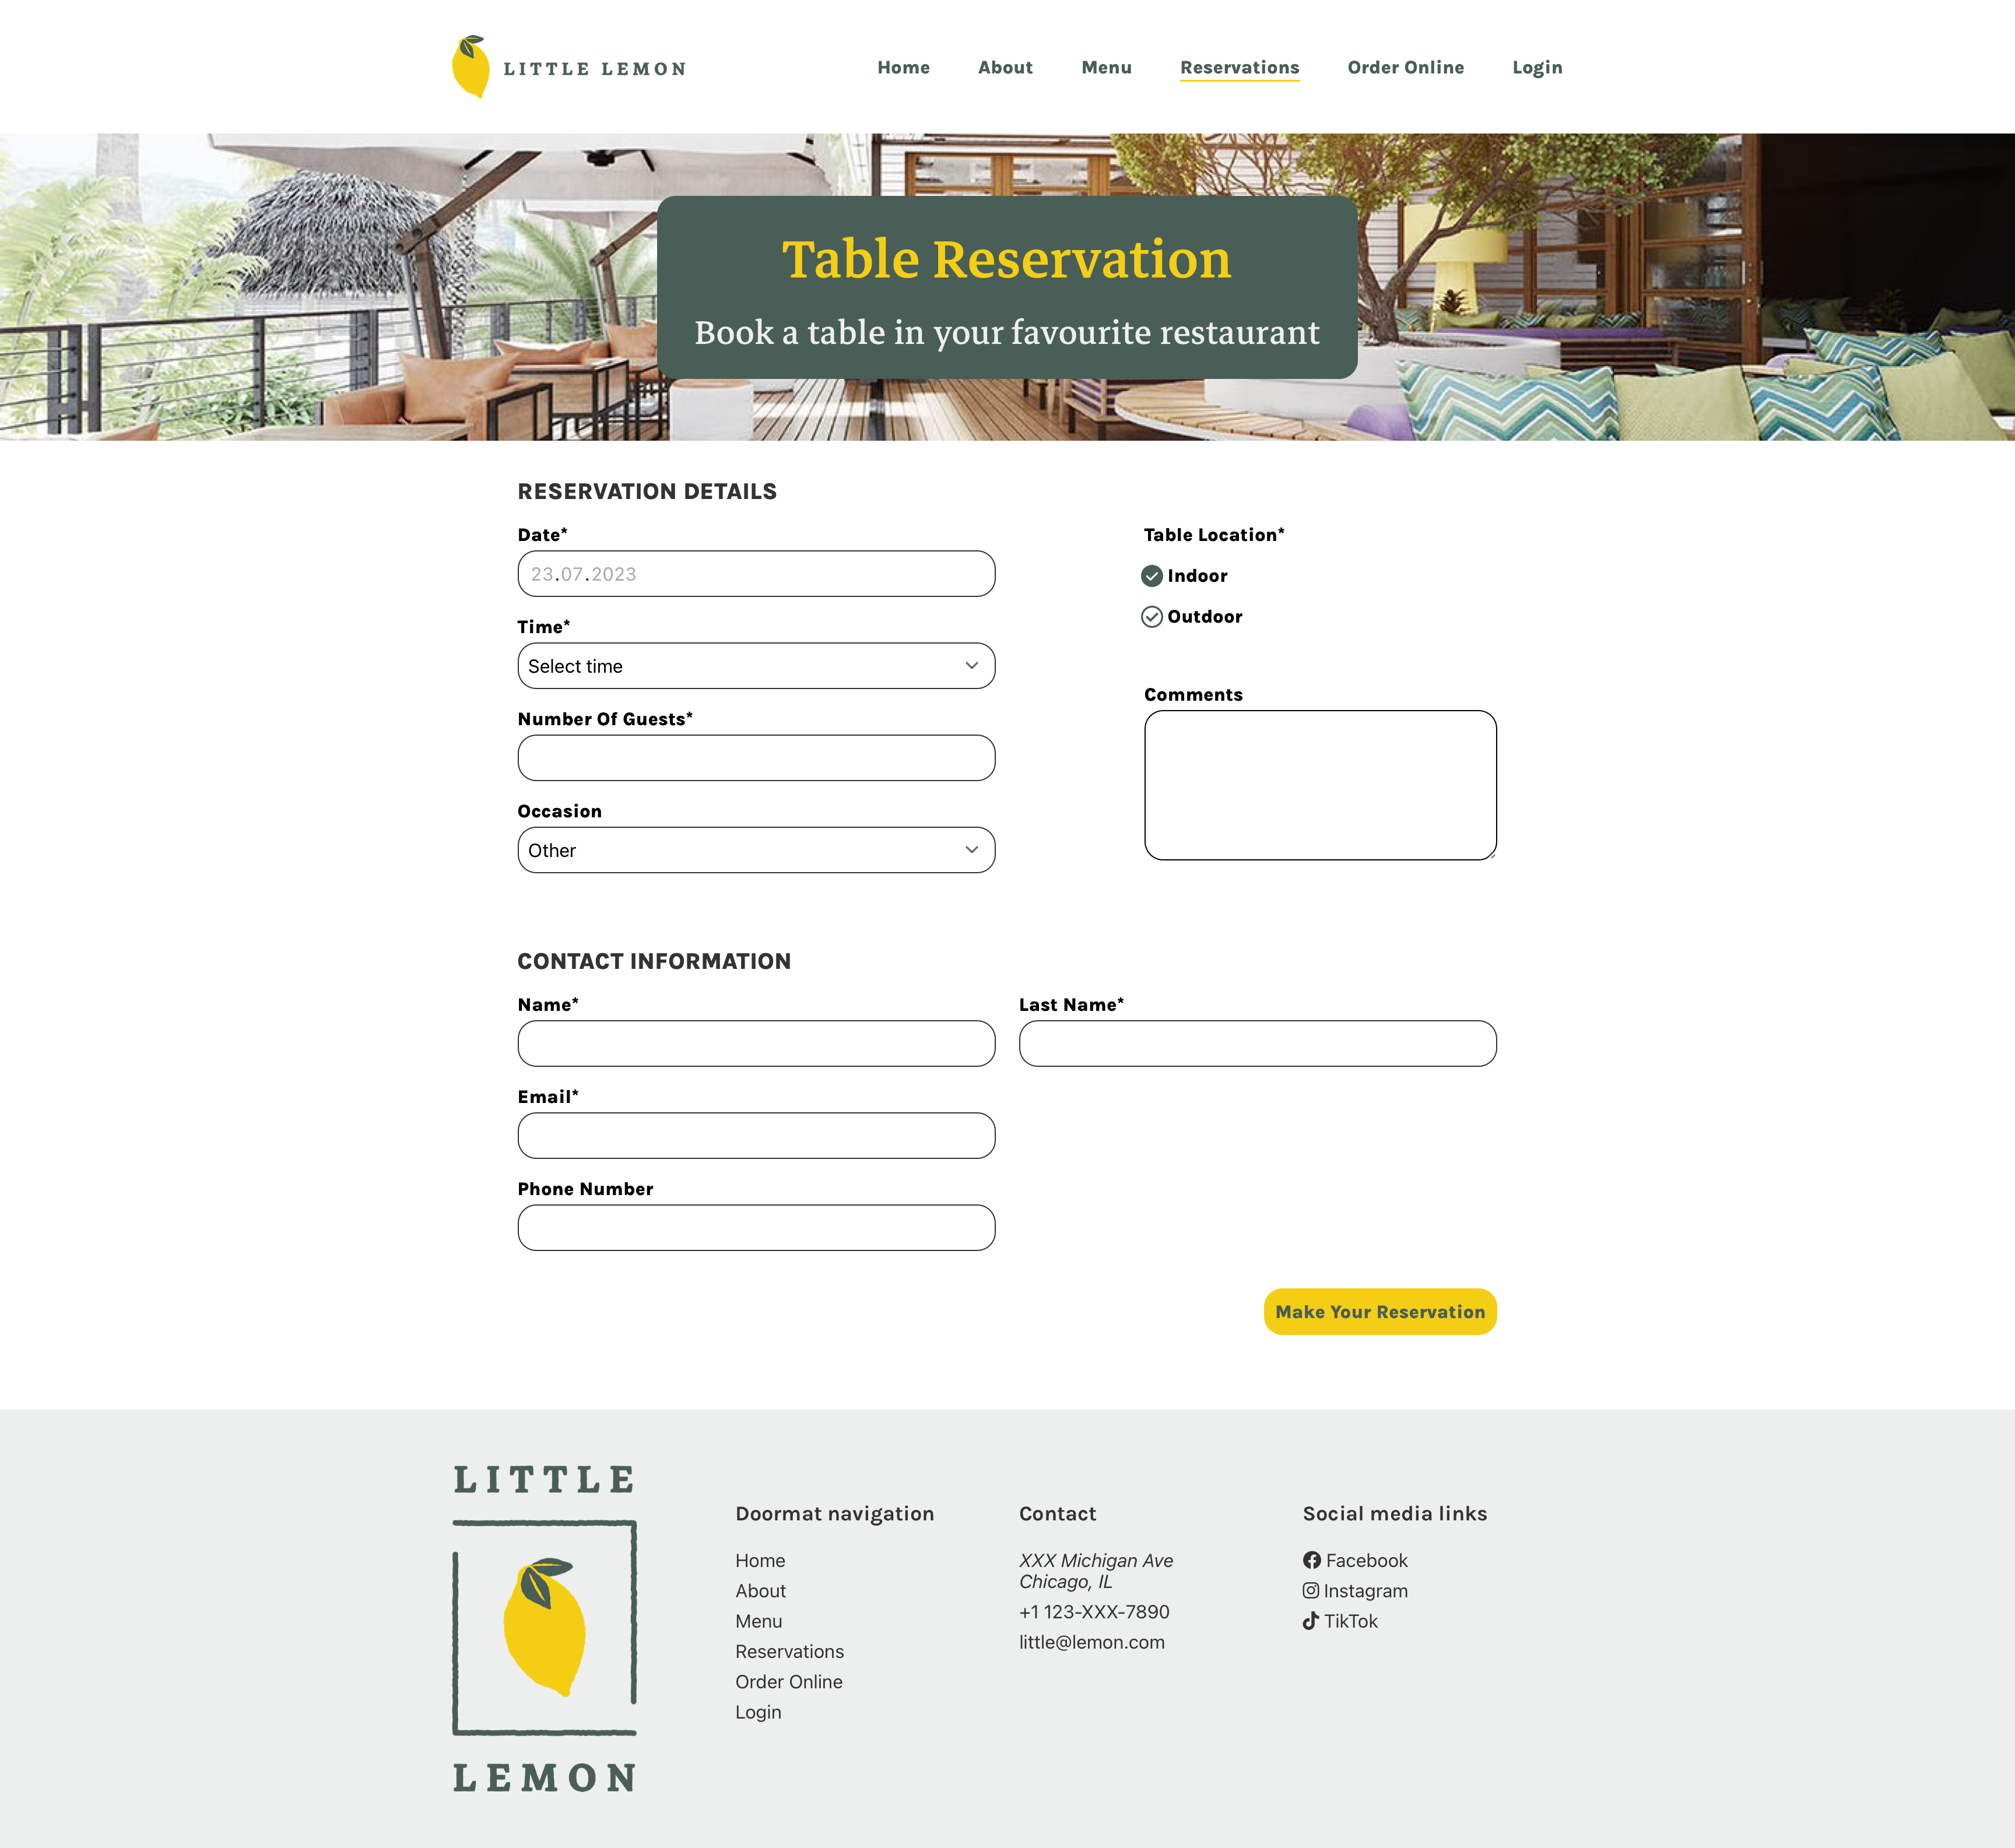 LITTLE LEMON
Home About Menu Reservations Order Online Login
Table Reservation
Book a table in your favourite restaurant
RESERVATION DETAILS
Date*
23.07.2023
Time*
Select time
Number Of Guests*
Occasion
Other
Table Location*
Indoor
Outdoor
Comments
CONTACT INFORMATION
Name*
Last Name*
Email*
Phone Number
Make Your Reservation
LITTLE
LEMON
Doormat navigation
Home
About
Menu
Reservations
Order Online
Login
Contact
XXX Michigan Ave
Chicago, IL
+1 123-XXX-7890
little@lemon.com
Social media links
Facebook
Instagram
TikTok